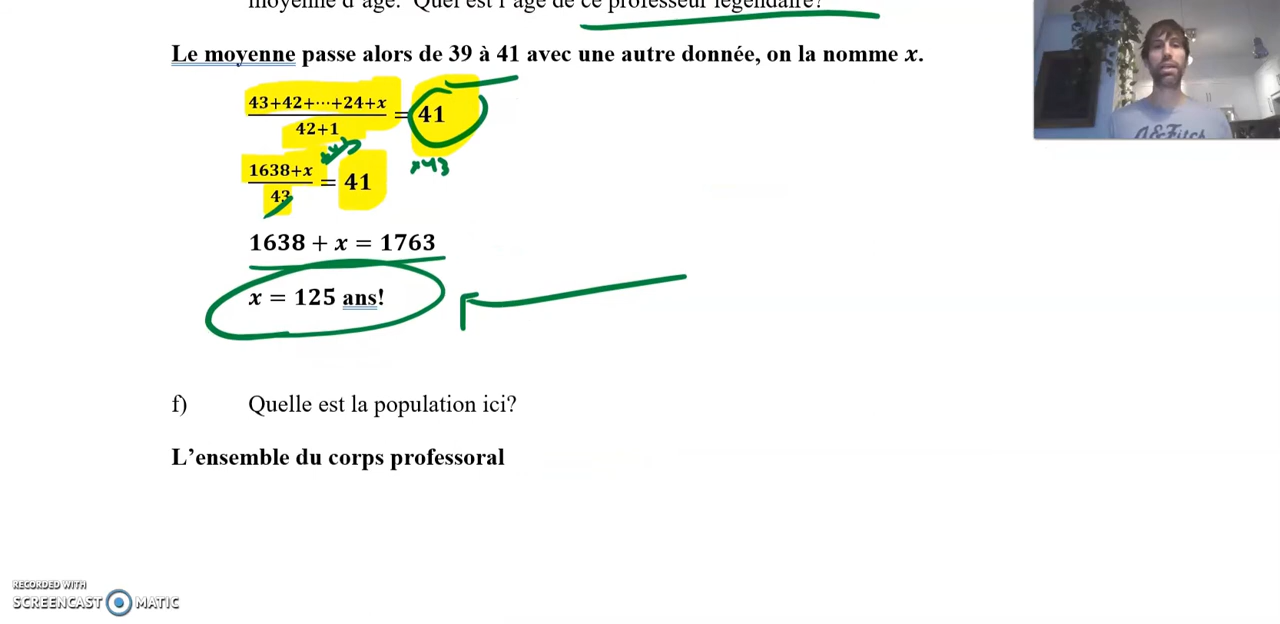 moyenne d'âge. Quel est l'âge de ce professeur légendaire?
Le moyenne passe alors de 39 à 41 avec une autre donnée, on la nomme x.
43+42+⋯+24+x
42+1
= 41
×43
×43
1638+x
43
= 41
1638 + x = 1763
x = 125 ans!
f) Quelle est la population ici?
L'ensemble du corps professoral
RECORDED WITH
SCREENCAST MATIC